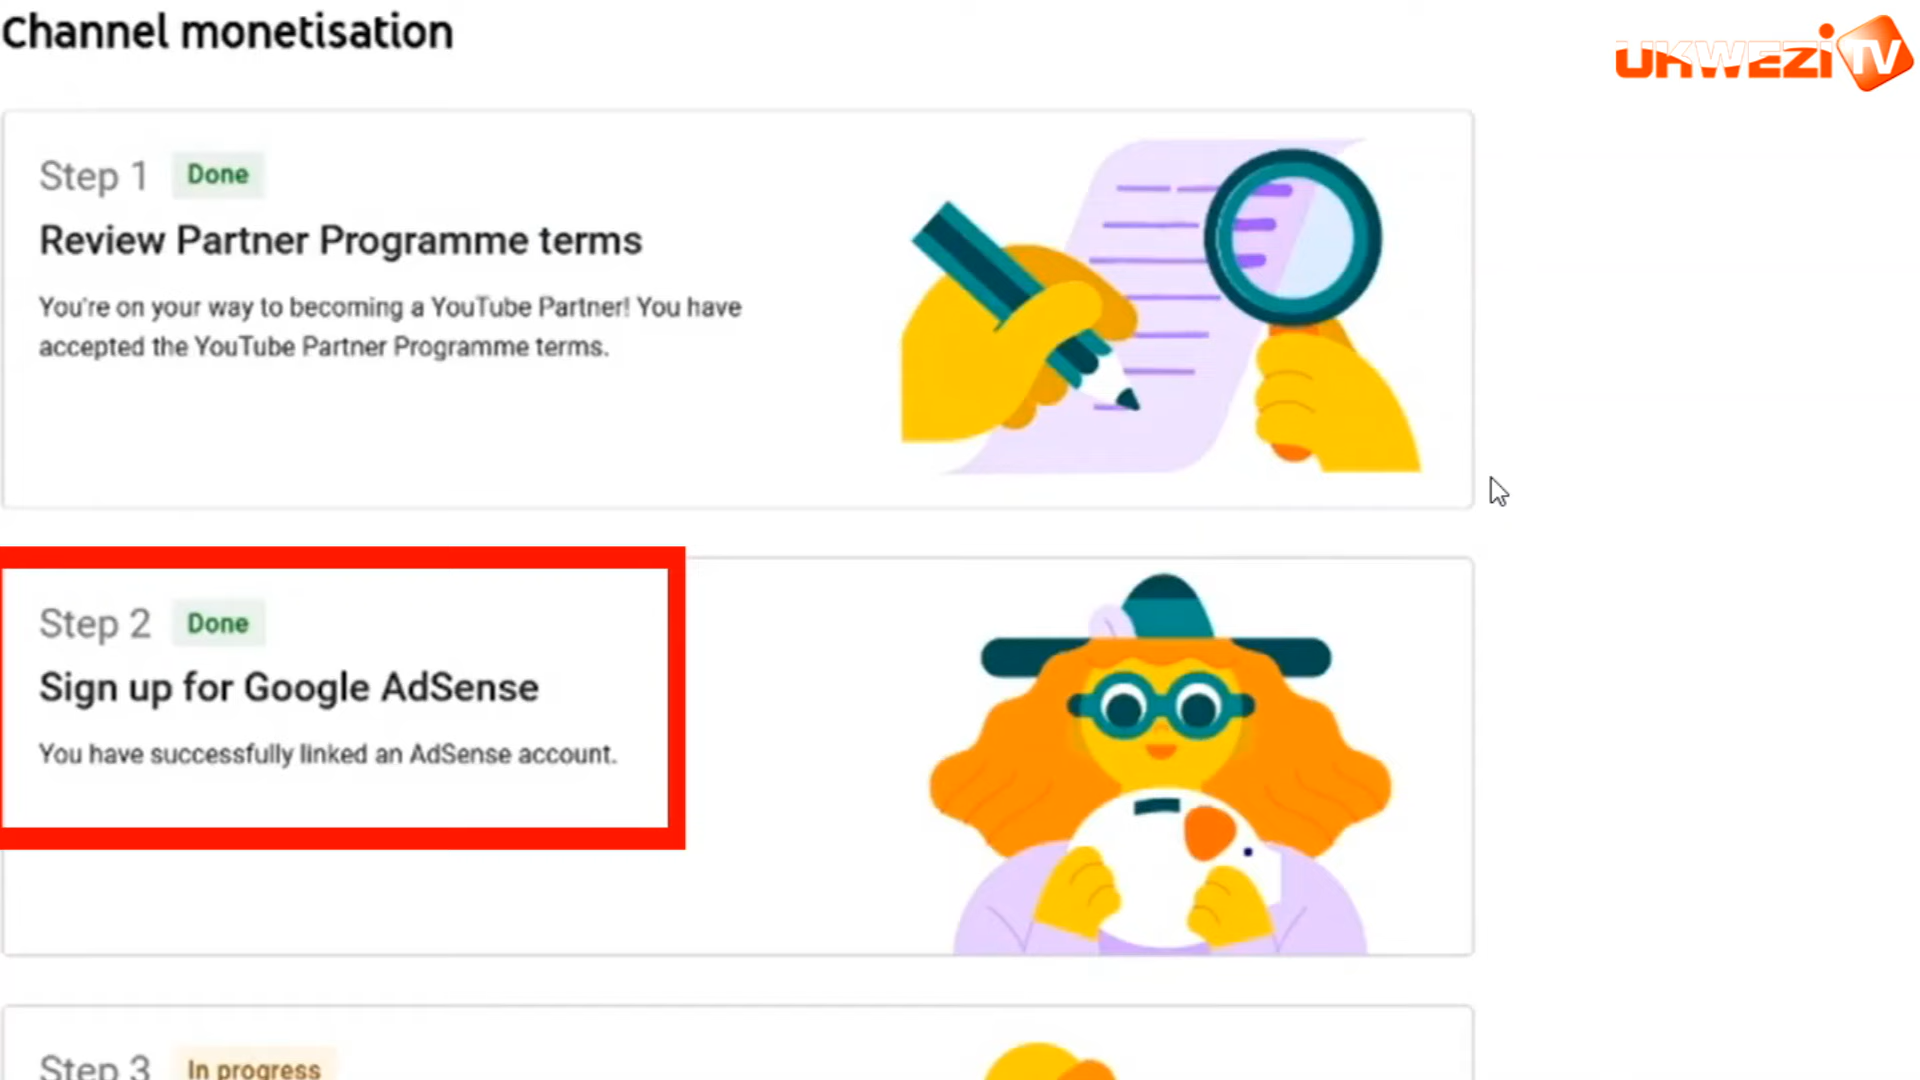 Channel monetisation
UKWEZI TV
Step 1 Done
Review Partner Programme terms
You're on your way to becoming a YouTube Partner! You have
accepted the YouTube Partner Programme terms.
Step 2 Done
Sign up for Google AdSense
You have successfully linked an AdSense account.
Step 3 In progress